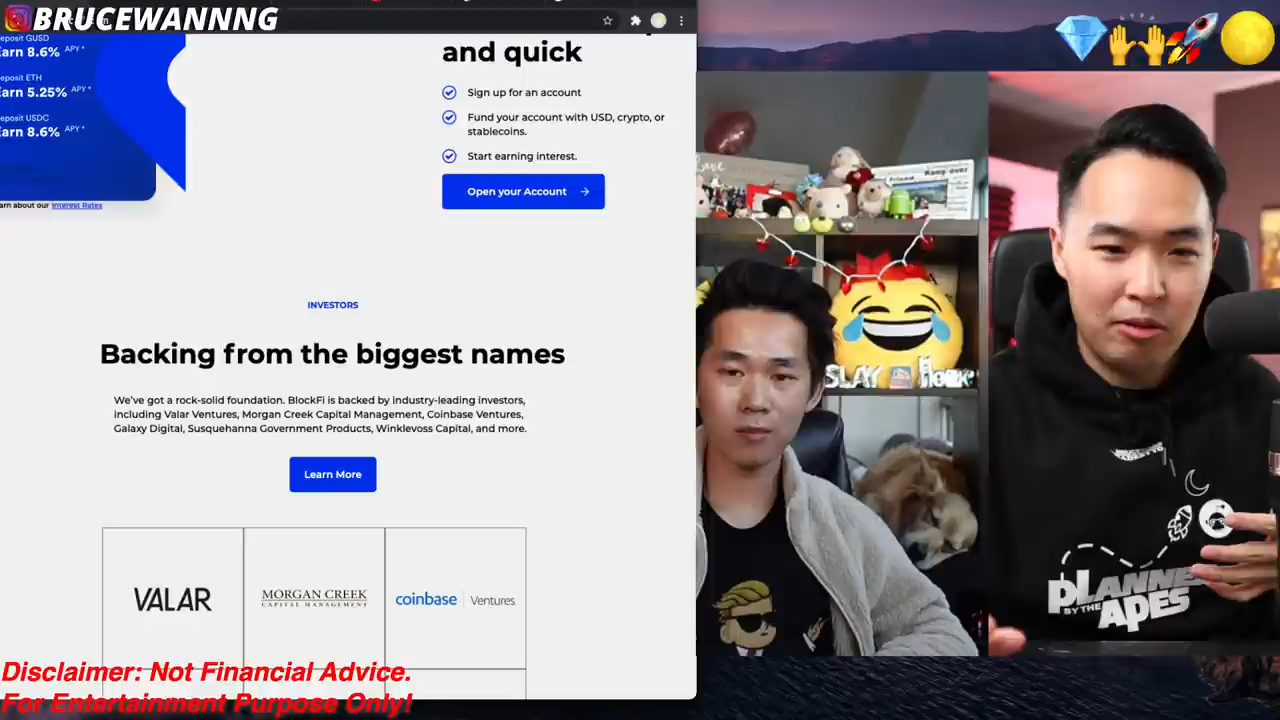 BRUCEWANNNG
eposit GUSD
arn 8.6% APY *
eposit ETH
arn 5.25% APY *
eposit USDC
arn 8.6% APY *
arn about our Interest Rates
and quick
Sign up for an account
Fund your account with USD, crypto, or
stablecoins.
Start earning interest.
Open your Account →
INVESTORS
Backing from the biggest names
We've got a rock-solid foundation. BlockFi is backed by industry-leading investors,
including Valar Ventures, Morgan Creek Capital Management, Coinbase Ventures,
Galaxy Digital, Susquehanna Government Products, Winklevoss Capital, and more.
Learn More
VALAR
MORGAN CREEK
CAPITAL MANAGEMENT
coinbase | Ventures
SLAY
Home
PLANNE
BY THE APES
Disclaimer: Not Financial Advice.
For Entertainment Purpose Only!